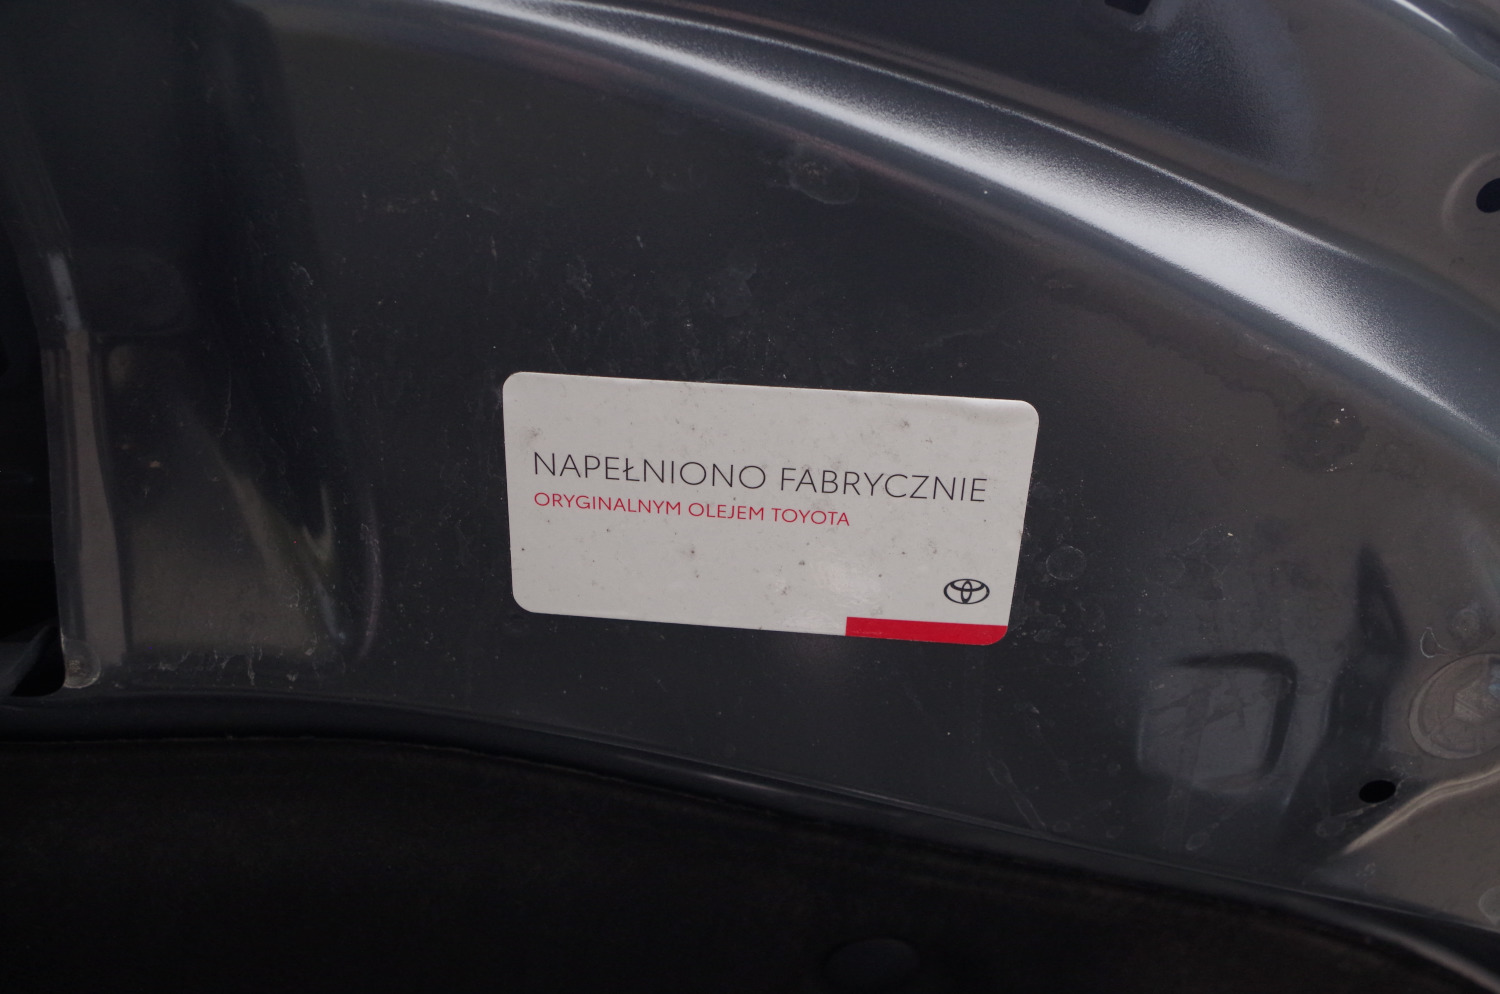 NAPEŁNIONO FABRYCZNIE
ORYGINALNYM OLEJEM TOYOTA